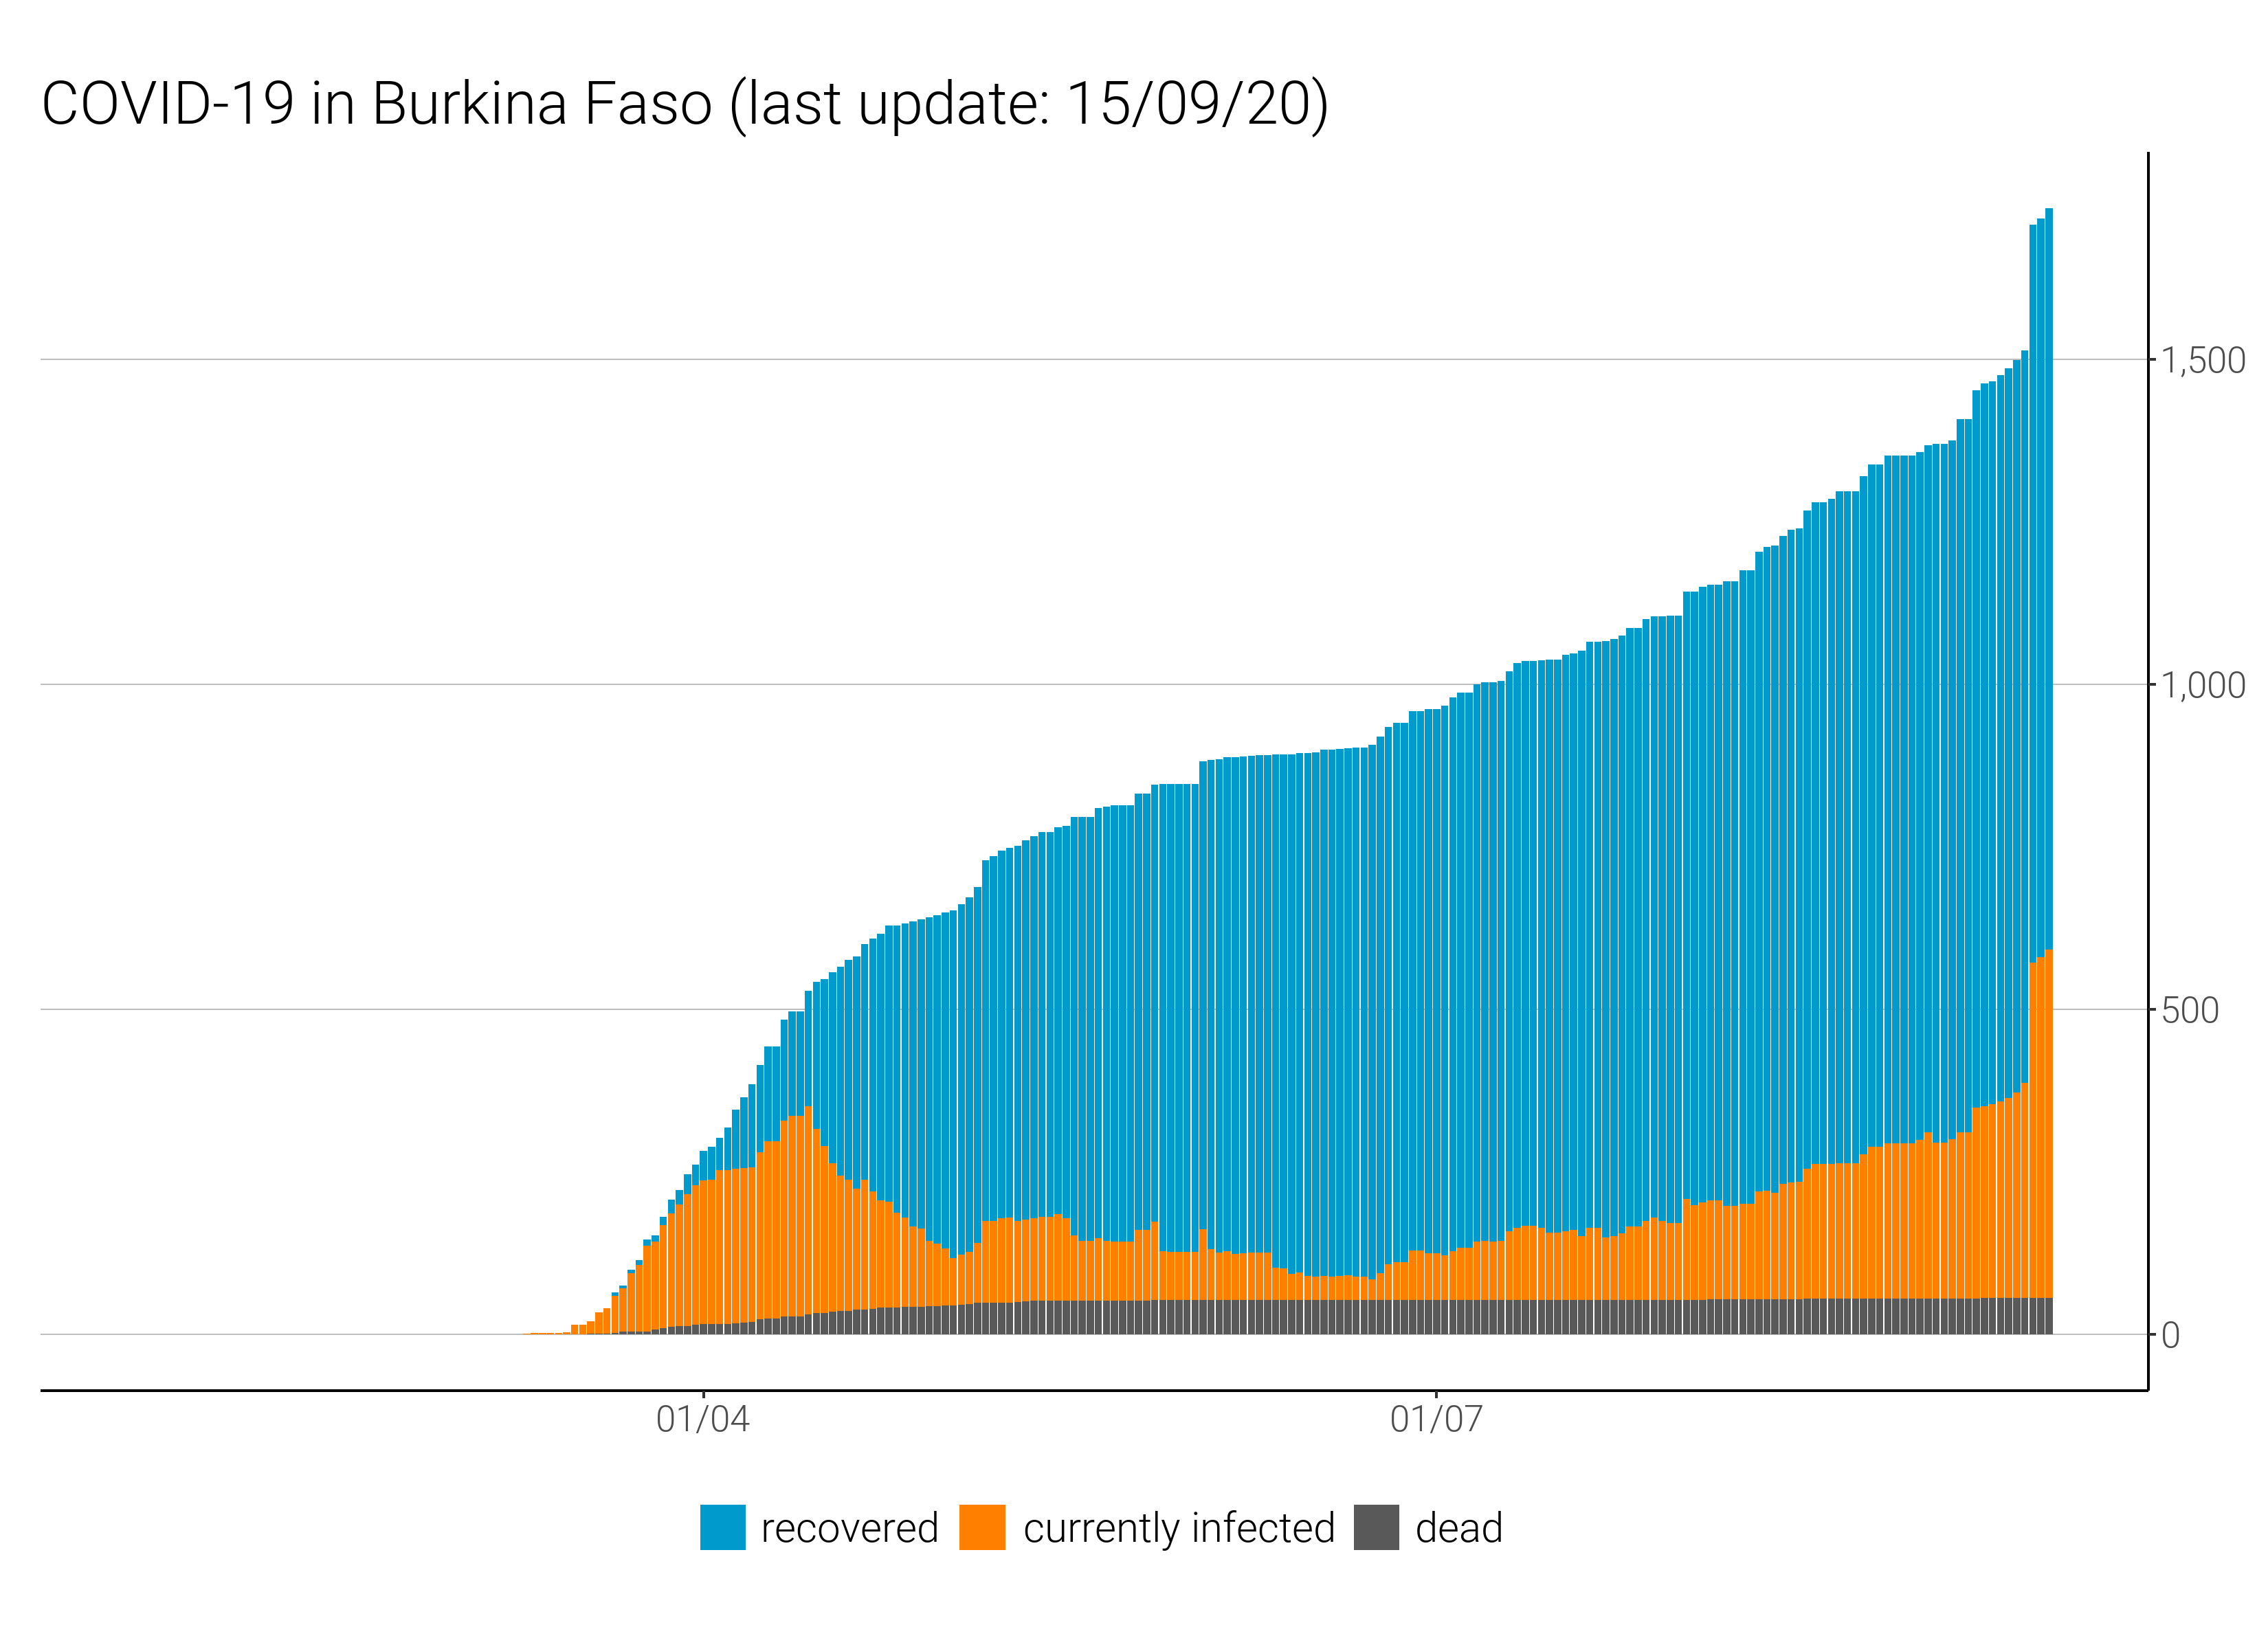 COVID-19 in Burkina Faso (last update: 15/09/20)
1,500
1,000
500
0
01/04 01/07
recovered currently infected dead